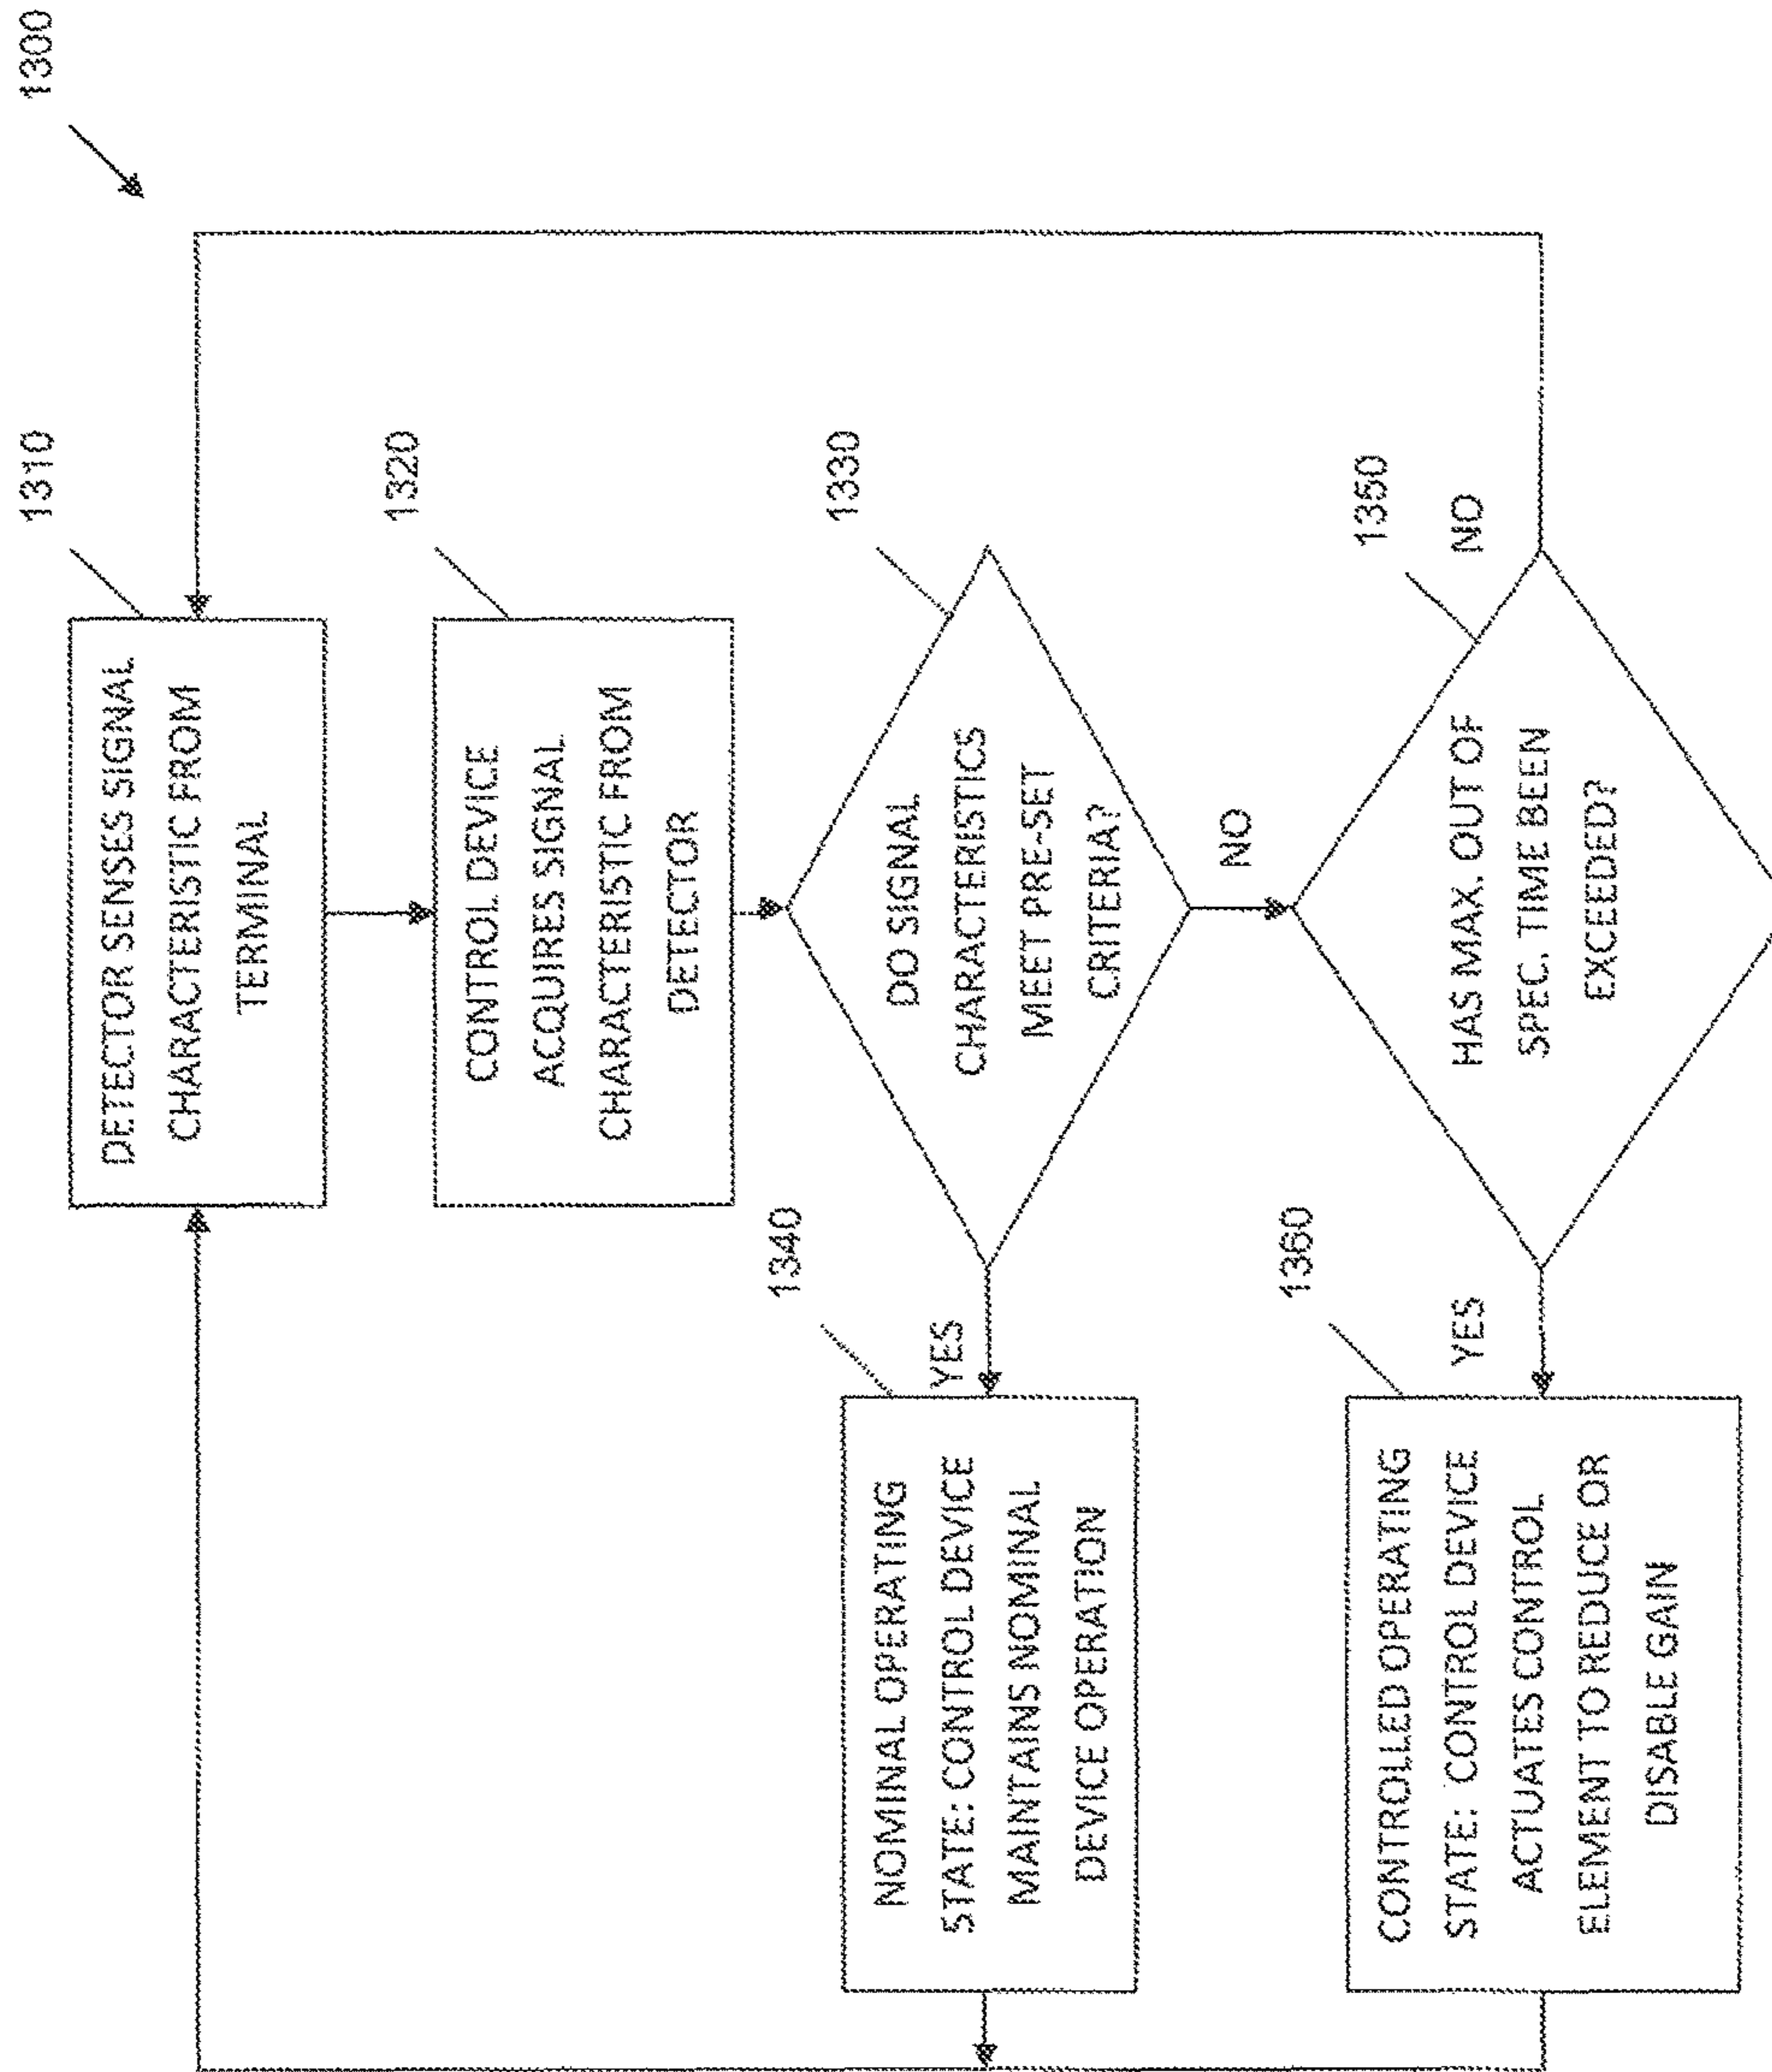 1300
1310
DETECTOR SENSES SIGNAL
CHARACTERISTIC FROM
TERMINAL
1320
CONTROL DEVICE
ACQUIRES SIGNAL
CHARACTERISTIC FROM
DETECTOR
1330
DO SIGNAL
CHARACTERISTICS
MEET PRE-SET
CRITERIA?
1340
YES
NOMINAL OPERATING
STATE: CONTROL DEVICE
MAINTAINS NOMINAL
DEVICE OPERATION
NO
1350
HAS MAX. OUT OF
SPEC. TIME BEEN
EXCEEDED?
NO
1360
YES
CONTROLLED OPERATING
STATE: CONTROL DEVICE
ACTUATES CONTROL
ELEMENT TO REDUCE OR
DISABLE GAIN